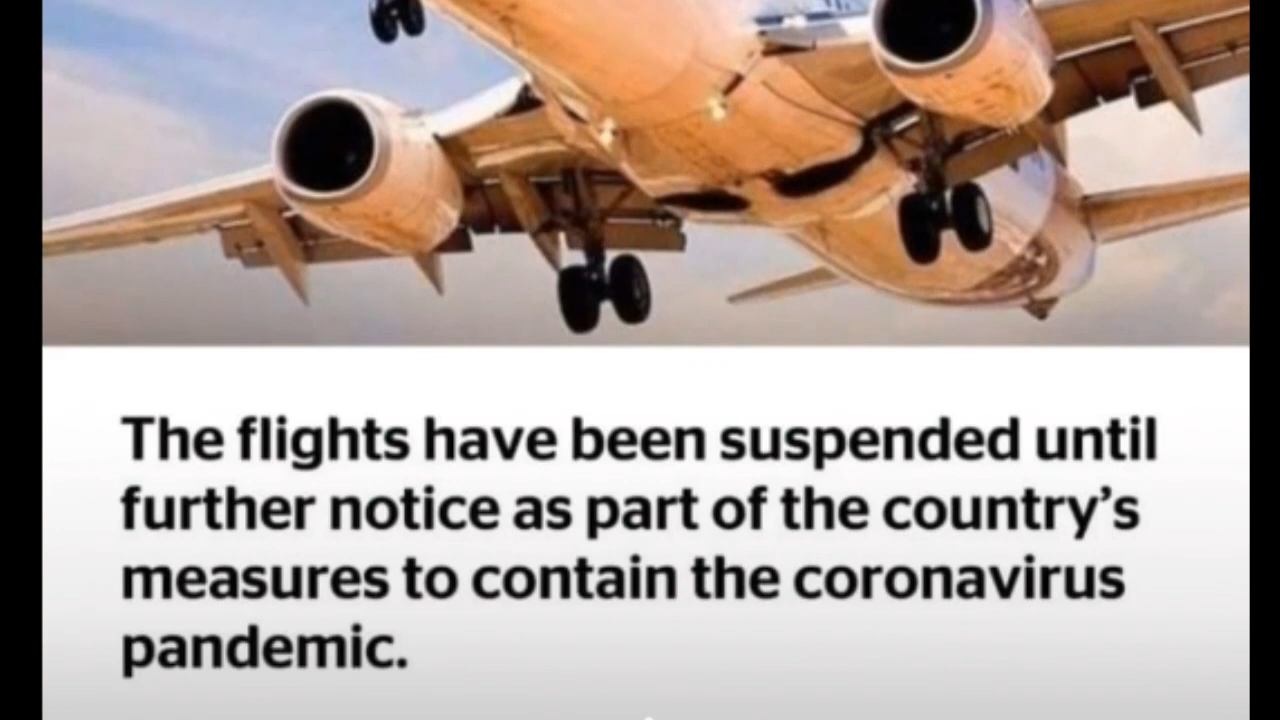 The flights have been suspended until
further notice as part of the country’s
measures to contain the coronavirus
pandemic.